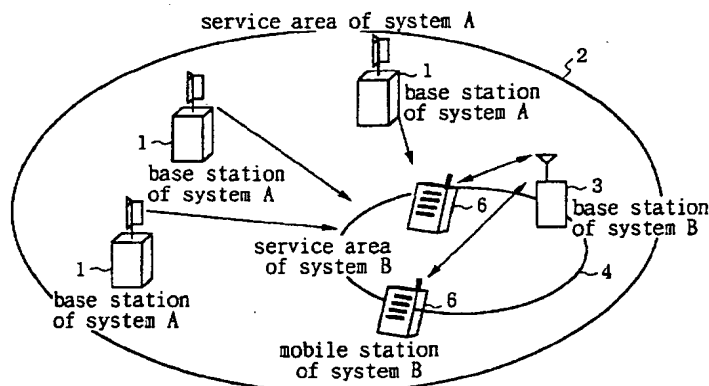 service area of system A
2
1
base station
of system A
1
base station
of system A
3
base station
of system B
6
service area
of system B
4
1
base station
of system A
6
mobile station
of system B